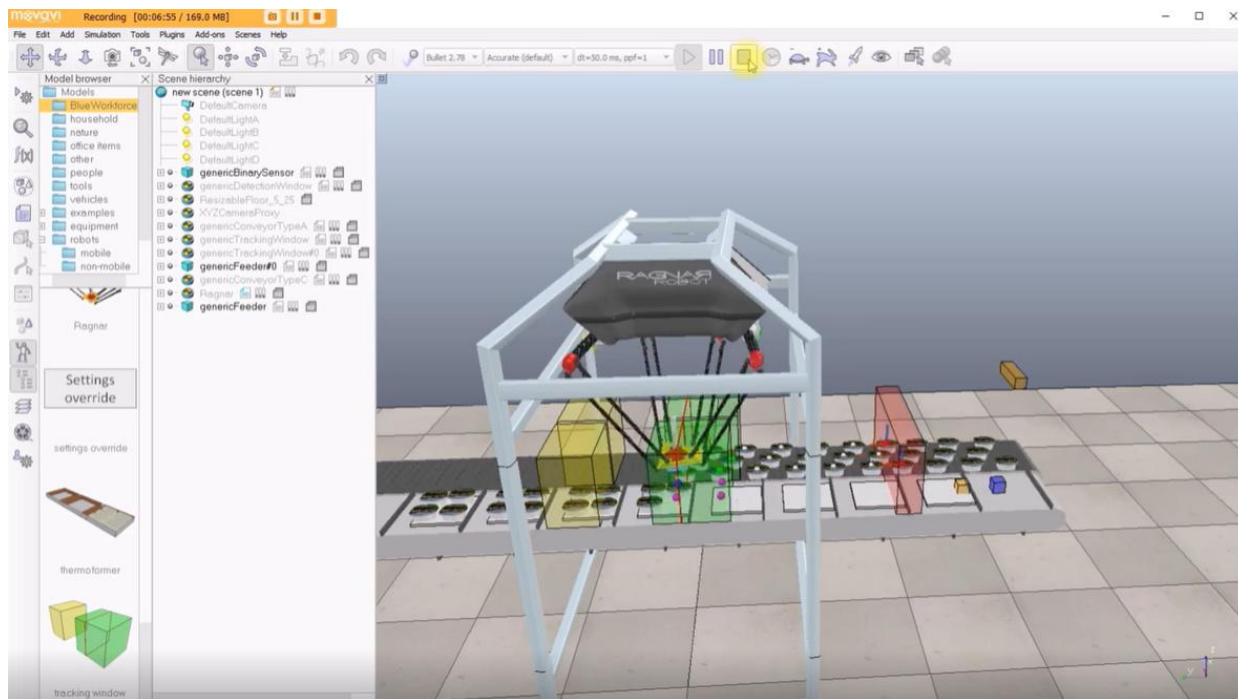 movavi Recording [00:06:55 / 169.0 MB]
File Edit Add Simulation Tools Plugins Add-ons Scenes Help
Bullet 2.78 Accurate (default) dt=50.0 ms, ppf=1
Model browser
Models
BlueWorkforce
household
nature
office items
other
people
tools
vehicles
examples
equipment
robots
mobile
non-mobile
Ragnar
Settings
override
settings override
thermoformer
tracking window
Scene hierarchy
new scene (scene 1)
DefaultCamera
DefaultLightA
DefaultLightB
DefaultLightC
DefaultLightD
genericBinarySensor
genericDetectionWindow
ResizableFloor_5_25
XYZCameraProxy
genericConveyorTypeA
genericTrackingWindow
genericTrackingWindow#0
genericFeeder#0
genericConveyorTypeC
Ragnar
genericFeeder
RAGNAR
ROBOT